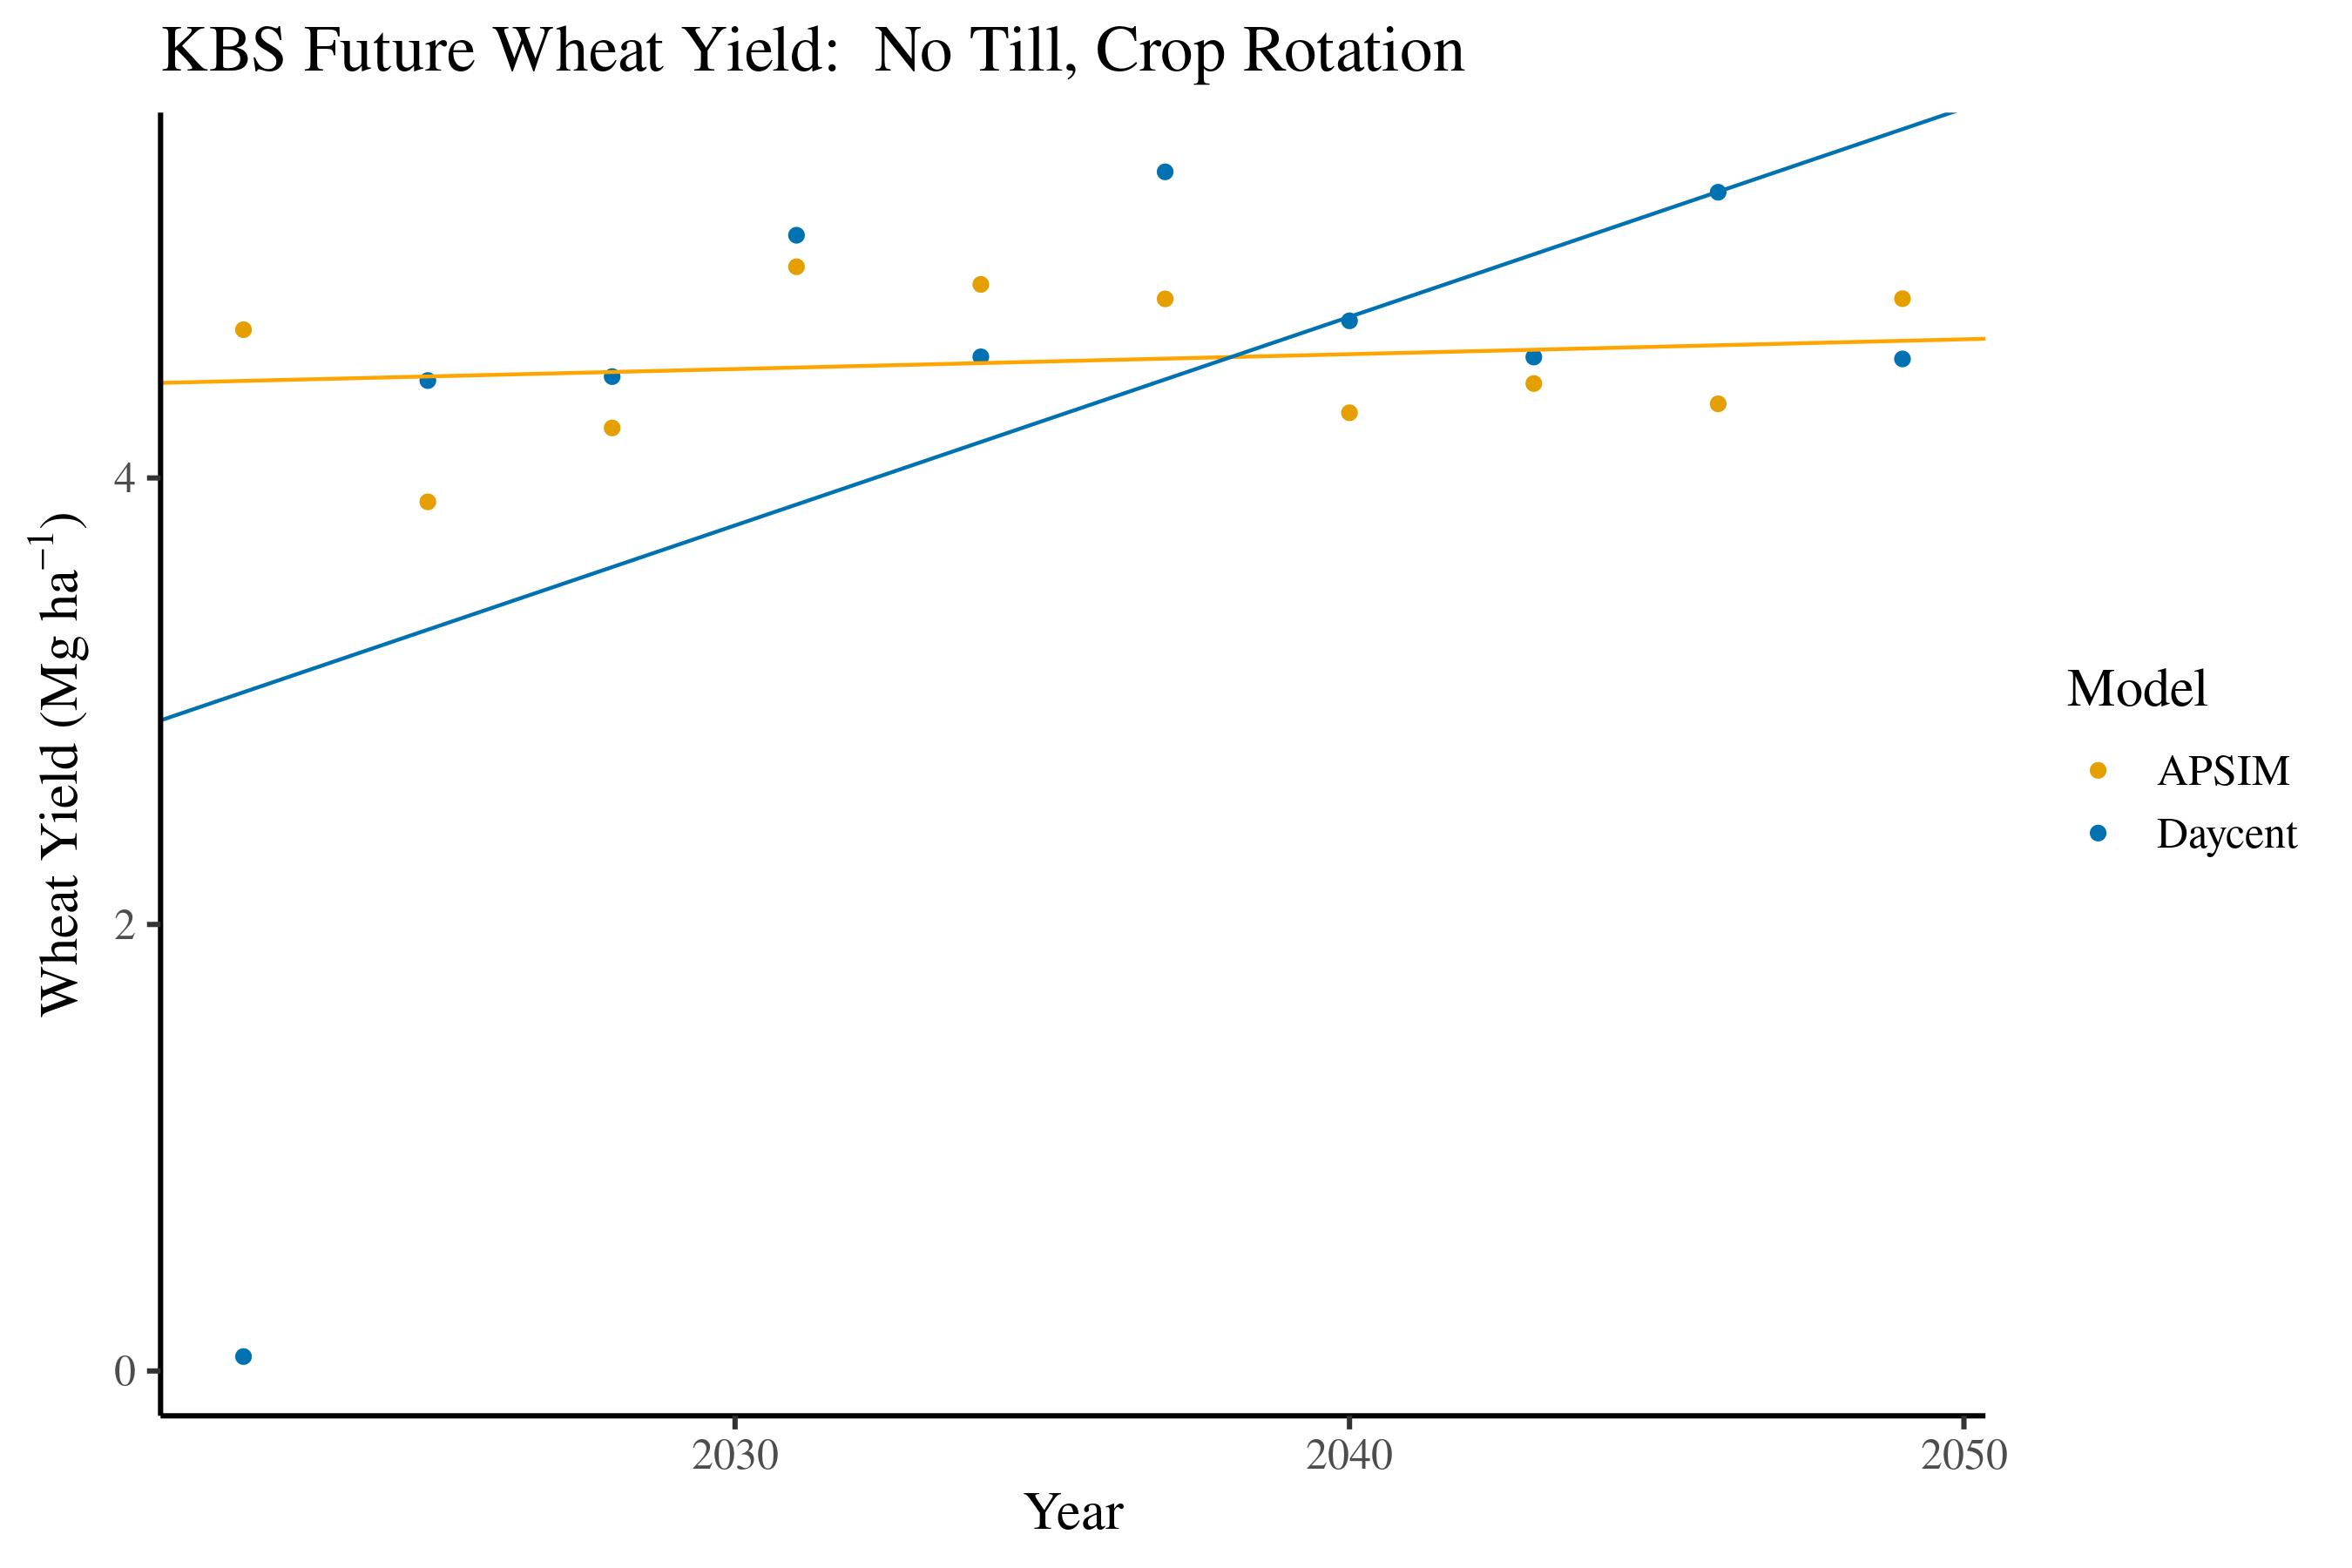 KBS Future Wheat Yield:  No Till, Crop Rotation
Wheat Yield (Mg ha⁻¹)
4
2
0
2030
2040
2050
Year
Model
APSIM
Daycent